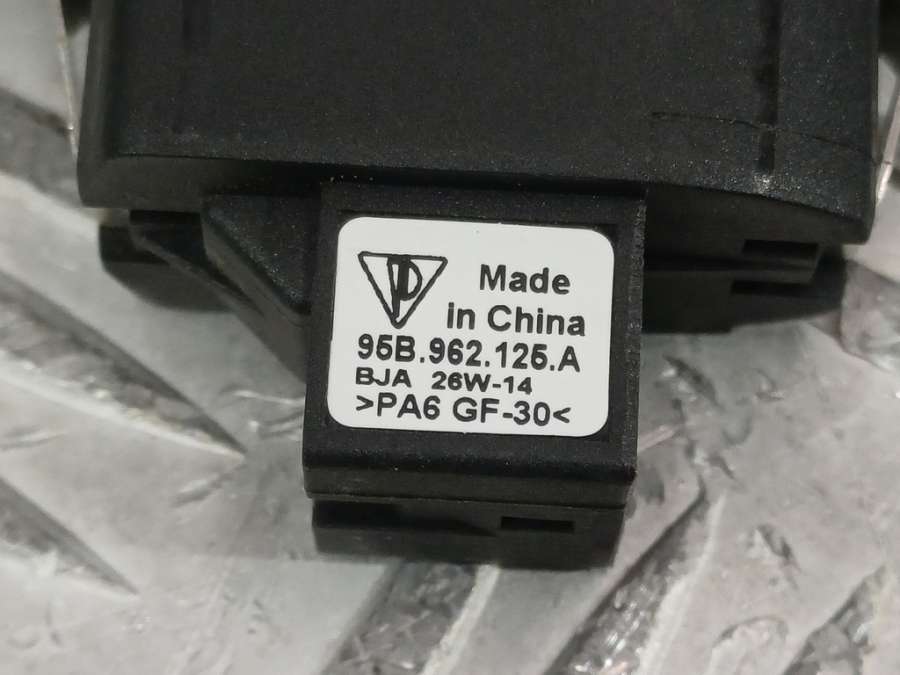 Made
in China
95B.962.125.A
BJA 26W-14
>PA6 GF-30<